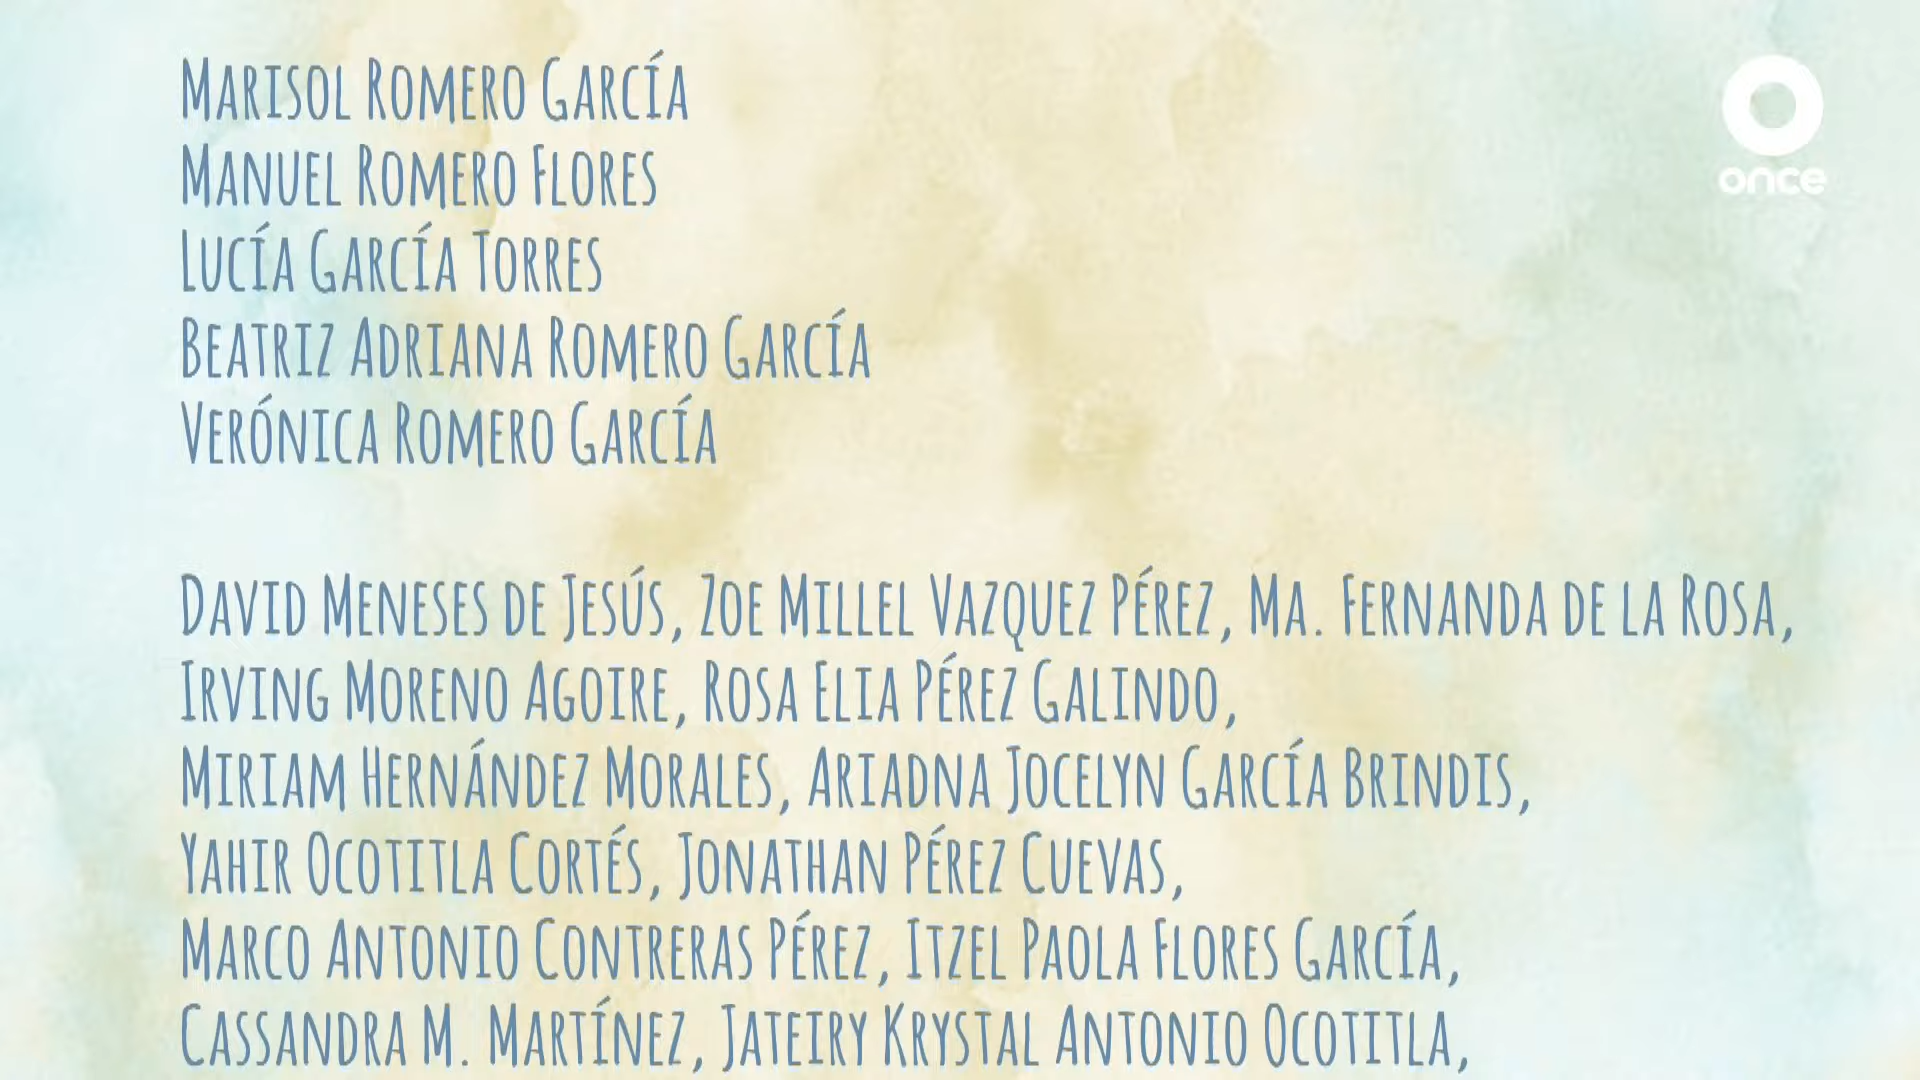 Marisol Romero García
Manuel Romero Flores
Lucía García Torres
Beatriz Adriana Romero García
Verónica Romero García
David Meneses de Jesús, Zoe Millel Vazquez Pérez, Ma. Fernanda de la Rosa,
Irving Moreno Agoire, Rosa Elia Pérez Galindo,
Miriam Hernández Morales, Ariadna Jocelyn García Brindis,
Yahir Ocotitla Cortés, Jonathan Pérez Cuevas,
Marco Antonio Contreras Pérez, Itzel Paola Flores García,
Cassandra M. Martínez, Jateiry Krystal Antonio Ocotitla,
once